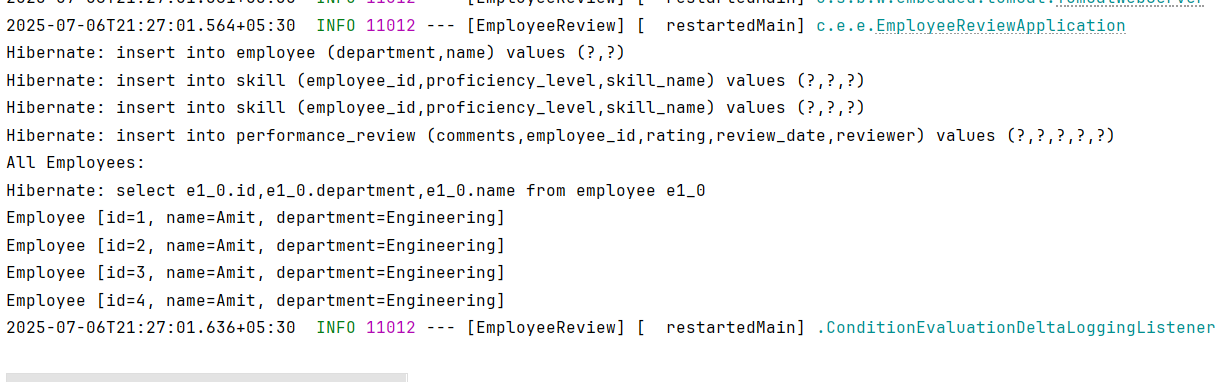 2025-07-06T21:27:01.564+05:30  INFO 11012 --- [EmployeeReview] [  restartedMain] c.e.e.EmployeeReviewApplication
Hibernate: insert into employee (department,name) values (?,?)
Hibernate: insert into skill (employee_id,proficiency_level,skill_name) values (?,?,?)
Hibernate: insert into skill (employee_id,proficiency_level,skill_name) values (?,?,?)
Hibernate: insert into performance_review (comments,employee_id,rating,review_date,reviewer) values (?,?,?,?,?)
All Employees:
Hibernate: select e1_0.id,e1_0.department,e1_0.name from employee e1_0
Employee [id=1, name=Amit, department=Engineering]
Employee [id=2, name=Amit, department=Engineering]
Employee [id=3, name=Amit, department=Engineering]
Employee [id=4, name=Amit, department=Engineering]
2025-07-06T21:27:01.636+05:30  INFO 11012 --- [EmployeeReview] [  restartedMain] .ConditionEvaluationDeltaLoggingListener